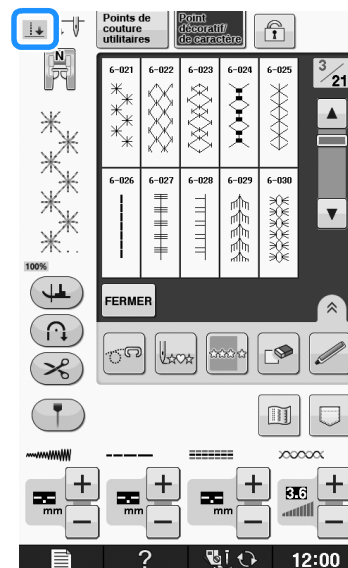 Points de
couture
utilitaires
Point
décoratif/
de caractère
N
3/21
6-021 6-022 6-023 6-024 6-025
6-026 6-027 6-028 6-029 6-030
100%
FERMER
3.6
mm mm mm mm
? 12:00